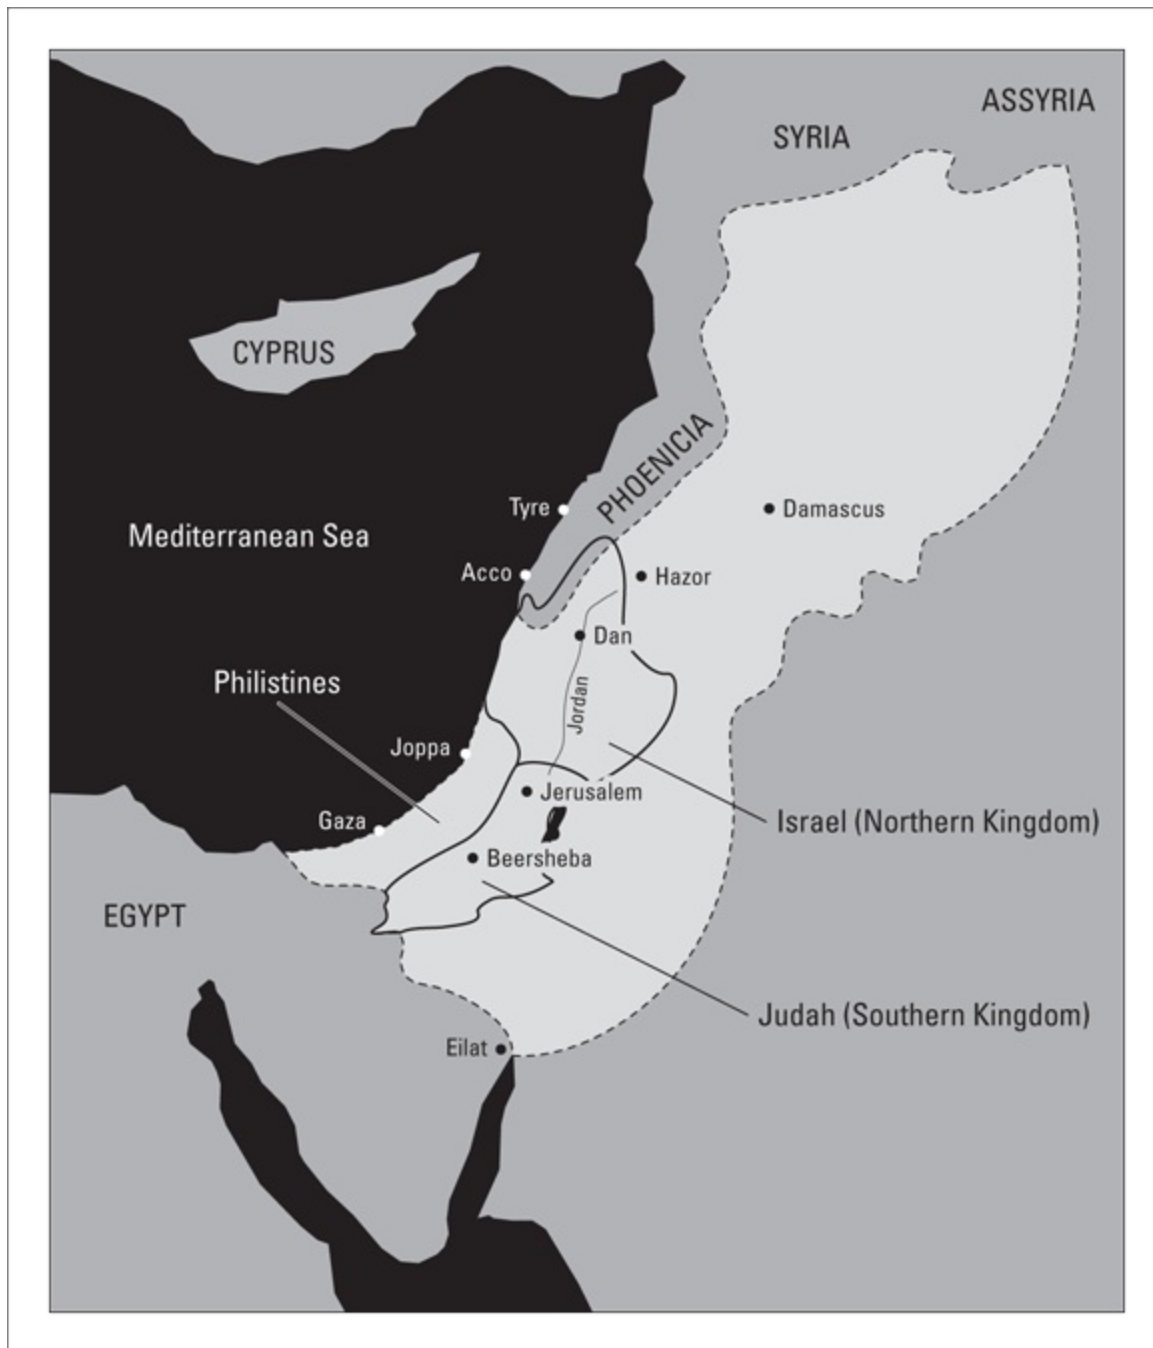 ASSYRIA
SYRIA
CYPRUS
PHOENICIA
Tyre
Damascus
Mediterranean Sea
Acco
Hazor
Dan
Philistines
Jordan
Joppa
Jerusalem
Gaza
Israel (Northern Kingdom)
Beersheba
EGYPT
Judah (Southern Kingdom)
Eilat